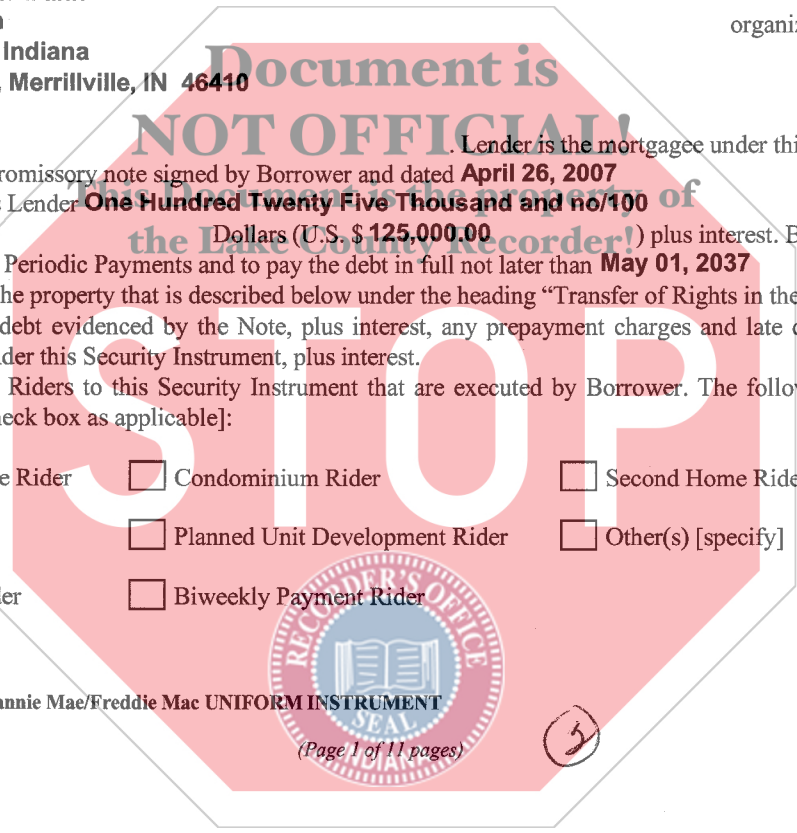 organiz
Indiana
, Merrillville, IN 46410
Document is
NOT OFFICIAL!
. Lender is the mortgagee under thi
romissory note signed by Borrower and dated April 26, 2007
This Document is the property of
Lender One Hundred Twenty Five Thousand and no/100
the Lake County Recorder!
Dollars (U.S. $ 125,000.00 ) plus interest. B
Periodic Payments and to pay the debt in full not later than May 01, 2037
he property that is described below under the heading “Transfer of Rights in the
debt evidenced by the Note, plus interest, any prepayment charges and late c
der this Security Instrument, plus interest.
Riders to this Security Instrument that are executed by Borrower. The follow
heck box as applicable]:
STOP
e Rider Condominium Rider Second Home Ride
Planned Unit Development Rider Other(s) [specify]
er Biweekly Payment Rider
RECORDER'S OFFICE
SEAL
INDIANA
annie Mae/Freddie Mac UNIFORM INSTRUMENT
(Page 1 of 11 pages)